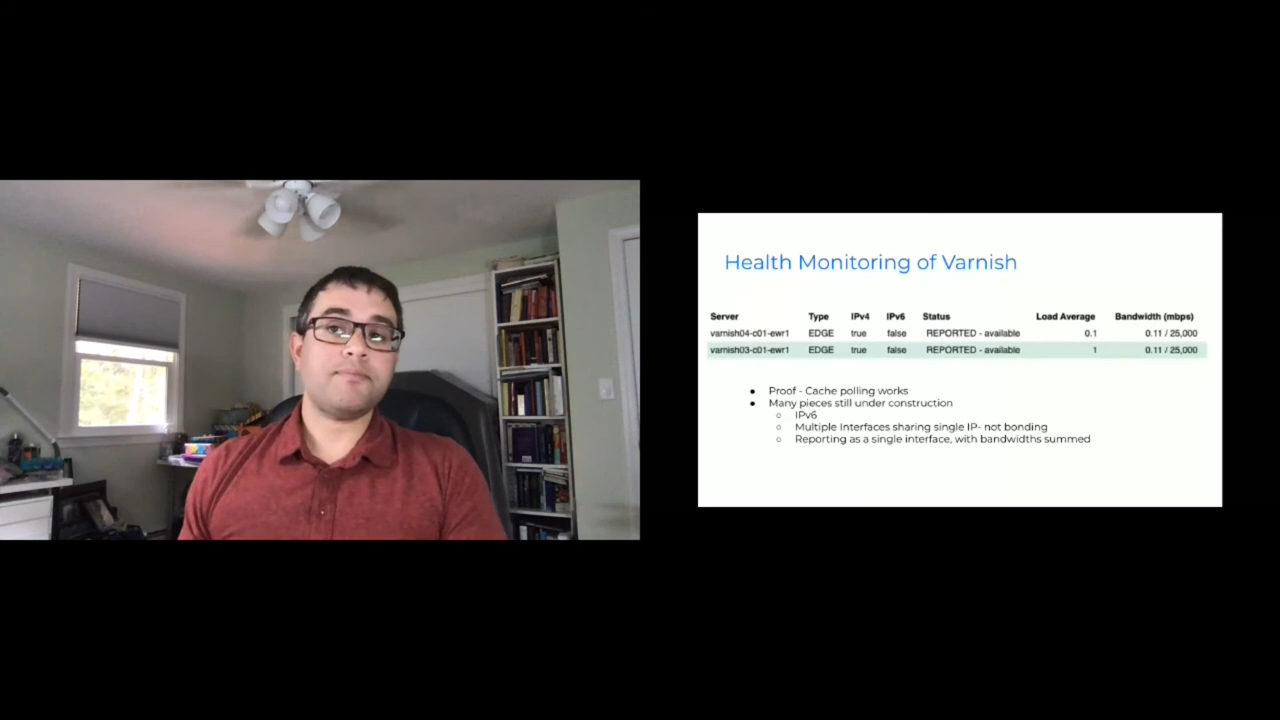 Health Monitoring of Varnish
Server Type IPv4 IPv6 Status Load Average Bandwidth (mbps)
varnish04-c01-ewr1 EDGE true false REPORTED - available 0.1 0.11 / 25,000
varnish03-c01-ewr1 EDGE true false REPORTED - available 1 0.11 / 25,000
● Proof - Cache polling works
● Many pieces still under construction
○ IPv6
○ Multiple Interfaces sharing single IP- not bonding
○ Reporting as a single interface, with bandwidths summed